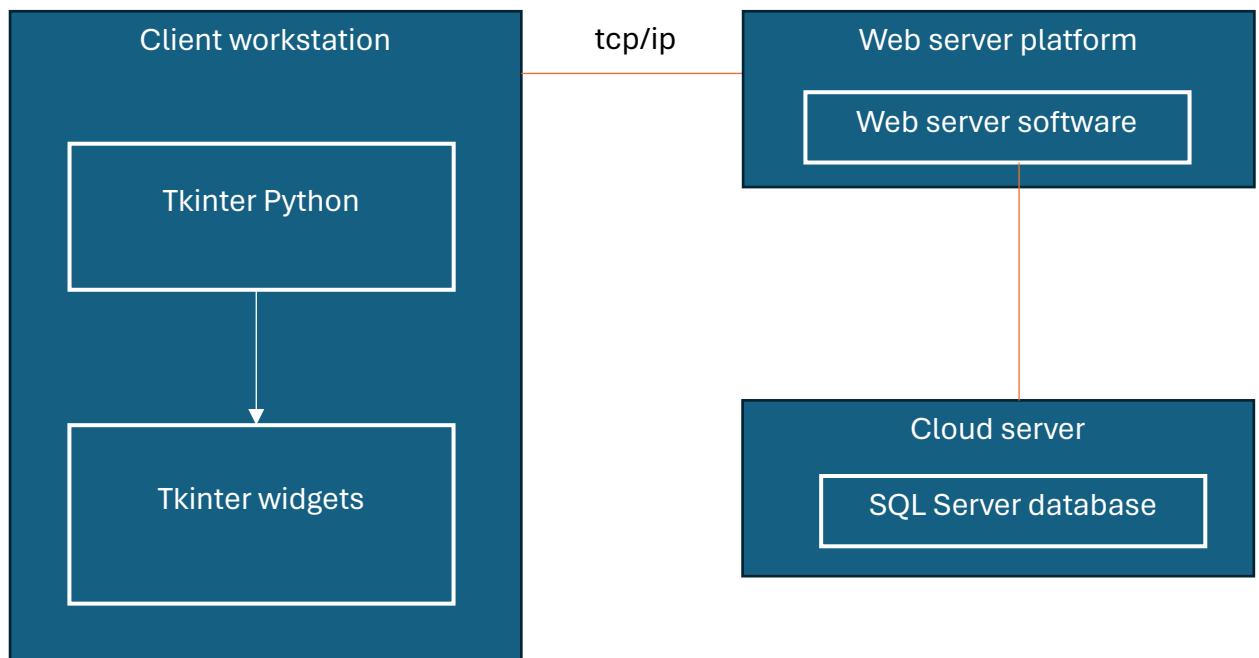 Client workstation
tcp/ip
Web server platform
Web server software
Tkinter Python
Tkinter widgets
Cloud server
SQL Server database